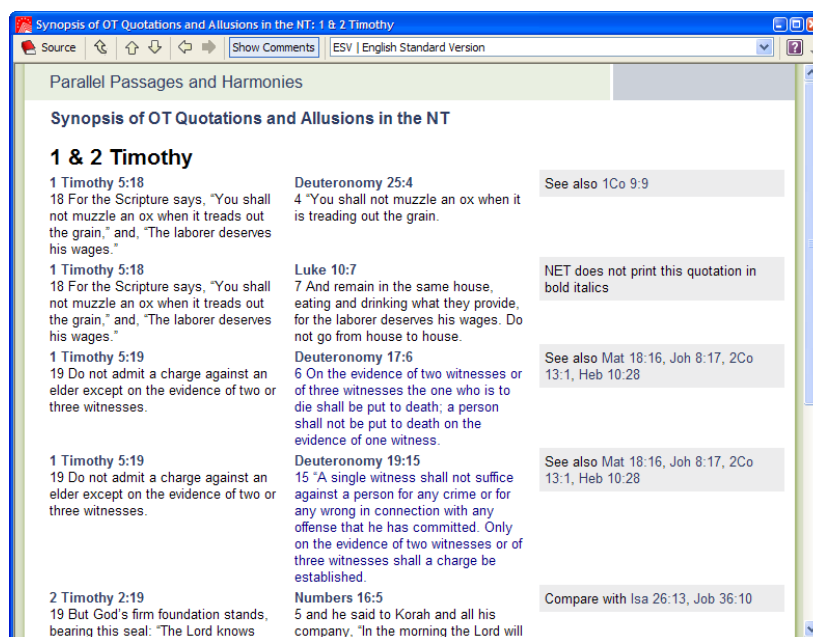 Synopsis of OT Quotations and Allusions in the NT: 1 & 2 Timothy
Source
Show Comments
ESV | English Standard Version
Parallel Passages and Harmonies
Synopsis of OT Quotations and Allusions in the NT
1 & 2 Timothy
1 Timothy 5:18
18 For the Scripture says, “You shall
not muzzle an ox when it treads out
the grain,” and, “The laborer deserves
his wages.”
Deuteronomy 25:4
4 “You shall not muzzle an ox when it
is treading out the grain.
See also 1Co 9:9
1 Timothy 5:18
18 For the Scripture says, “You shall
not muzzle an ox when it treads out
the grain,” and, “The laborer deserves
his wages.”
Luke 10:7
7 And remain in the same house,
eating and drinking what they provide,
for the laborer deserves his wages. Do
not go from house to house.
NET does not print this quotation in
bold italics
1 Timothy 5:19
19 Do not admit a charge against an
elder except on the evidence of two or
three witnesses.
Deuteronomy 17:6
6 On the evidence of two witnesses or
of three witnesses the one who is to
die shall be put to death; a person
shall not be put to death on the
evidence of one witness.
See also Mat 18:16, Joh 8:17, 2Co
13:1, Heb 10:28
1 Timothy 5:19
19 Do not admit a charge against an
elder except on the evidence of two or
three witnesses.
Deuteronomy 19:15
15 “A single witness shall not suffice
against a person for any crime or for
any wrong in connection with any
offense that he has committed. Only
on the evidence of two witnesses or of
three witnesses shall a charge be
established.
See also Mat 18:16, Joh 8:17, 2Co
13:1, Heb 10:28
2 Timothy 2:19
19 But God’s firm foundation stands,
bearing this seal: “The Lord knows
Numbers 16:5
5 and he said to Korah and all his
company, “In the morning the Lord will
Compare with Isa 26:13, Job 36:10